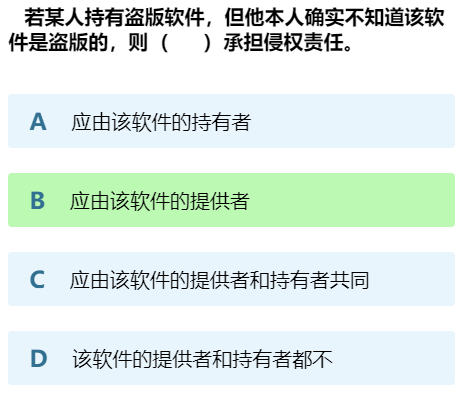 若某人持有盗版软件，但他本人确实不知道该软
件是盗版的，则（　　）承担侵权责任。
A 应由该软件的持有者
B 应由该软件的提供者
C 应由该软件的提供者和持有者共同
D 该软件的提供者和持有者都不